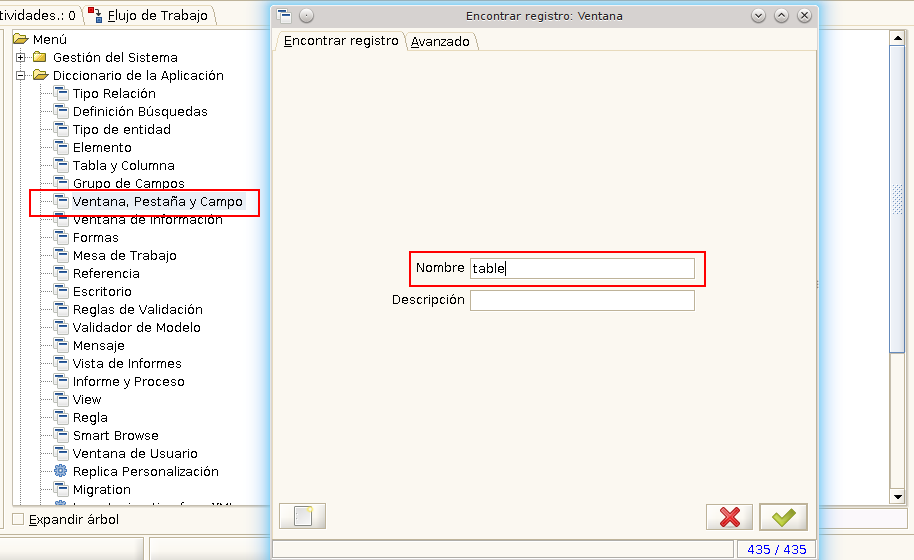 tividades.: 0
Flujo de Trabajo
Menú
Gestión del Sistema
Diccionario de la Aplicación
Tipo Relación
Definición Búsquedas
Tipo de entidad
Elemento
Tabla y Columna
Grupo de Campos
Ventana, Pestaña y Campo
Ventana de Información
Formas
Mesa de Trabajo
Referencia
Escritorio
Reglas de Validación
Validador de Modelo
Mensaje
Vista de Informes
Informe y Proceso
View
Regla
Smart Browse
Ventana de Usuario
Replica Personalización
Migration
Expandir árbol
Encontrar registro: Ventana
Encontrar registro
Avanzado
Nombre table
Descripción
435 / 435